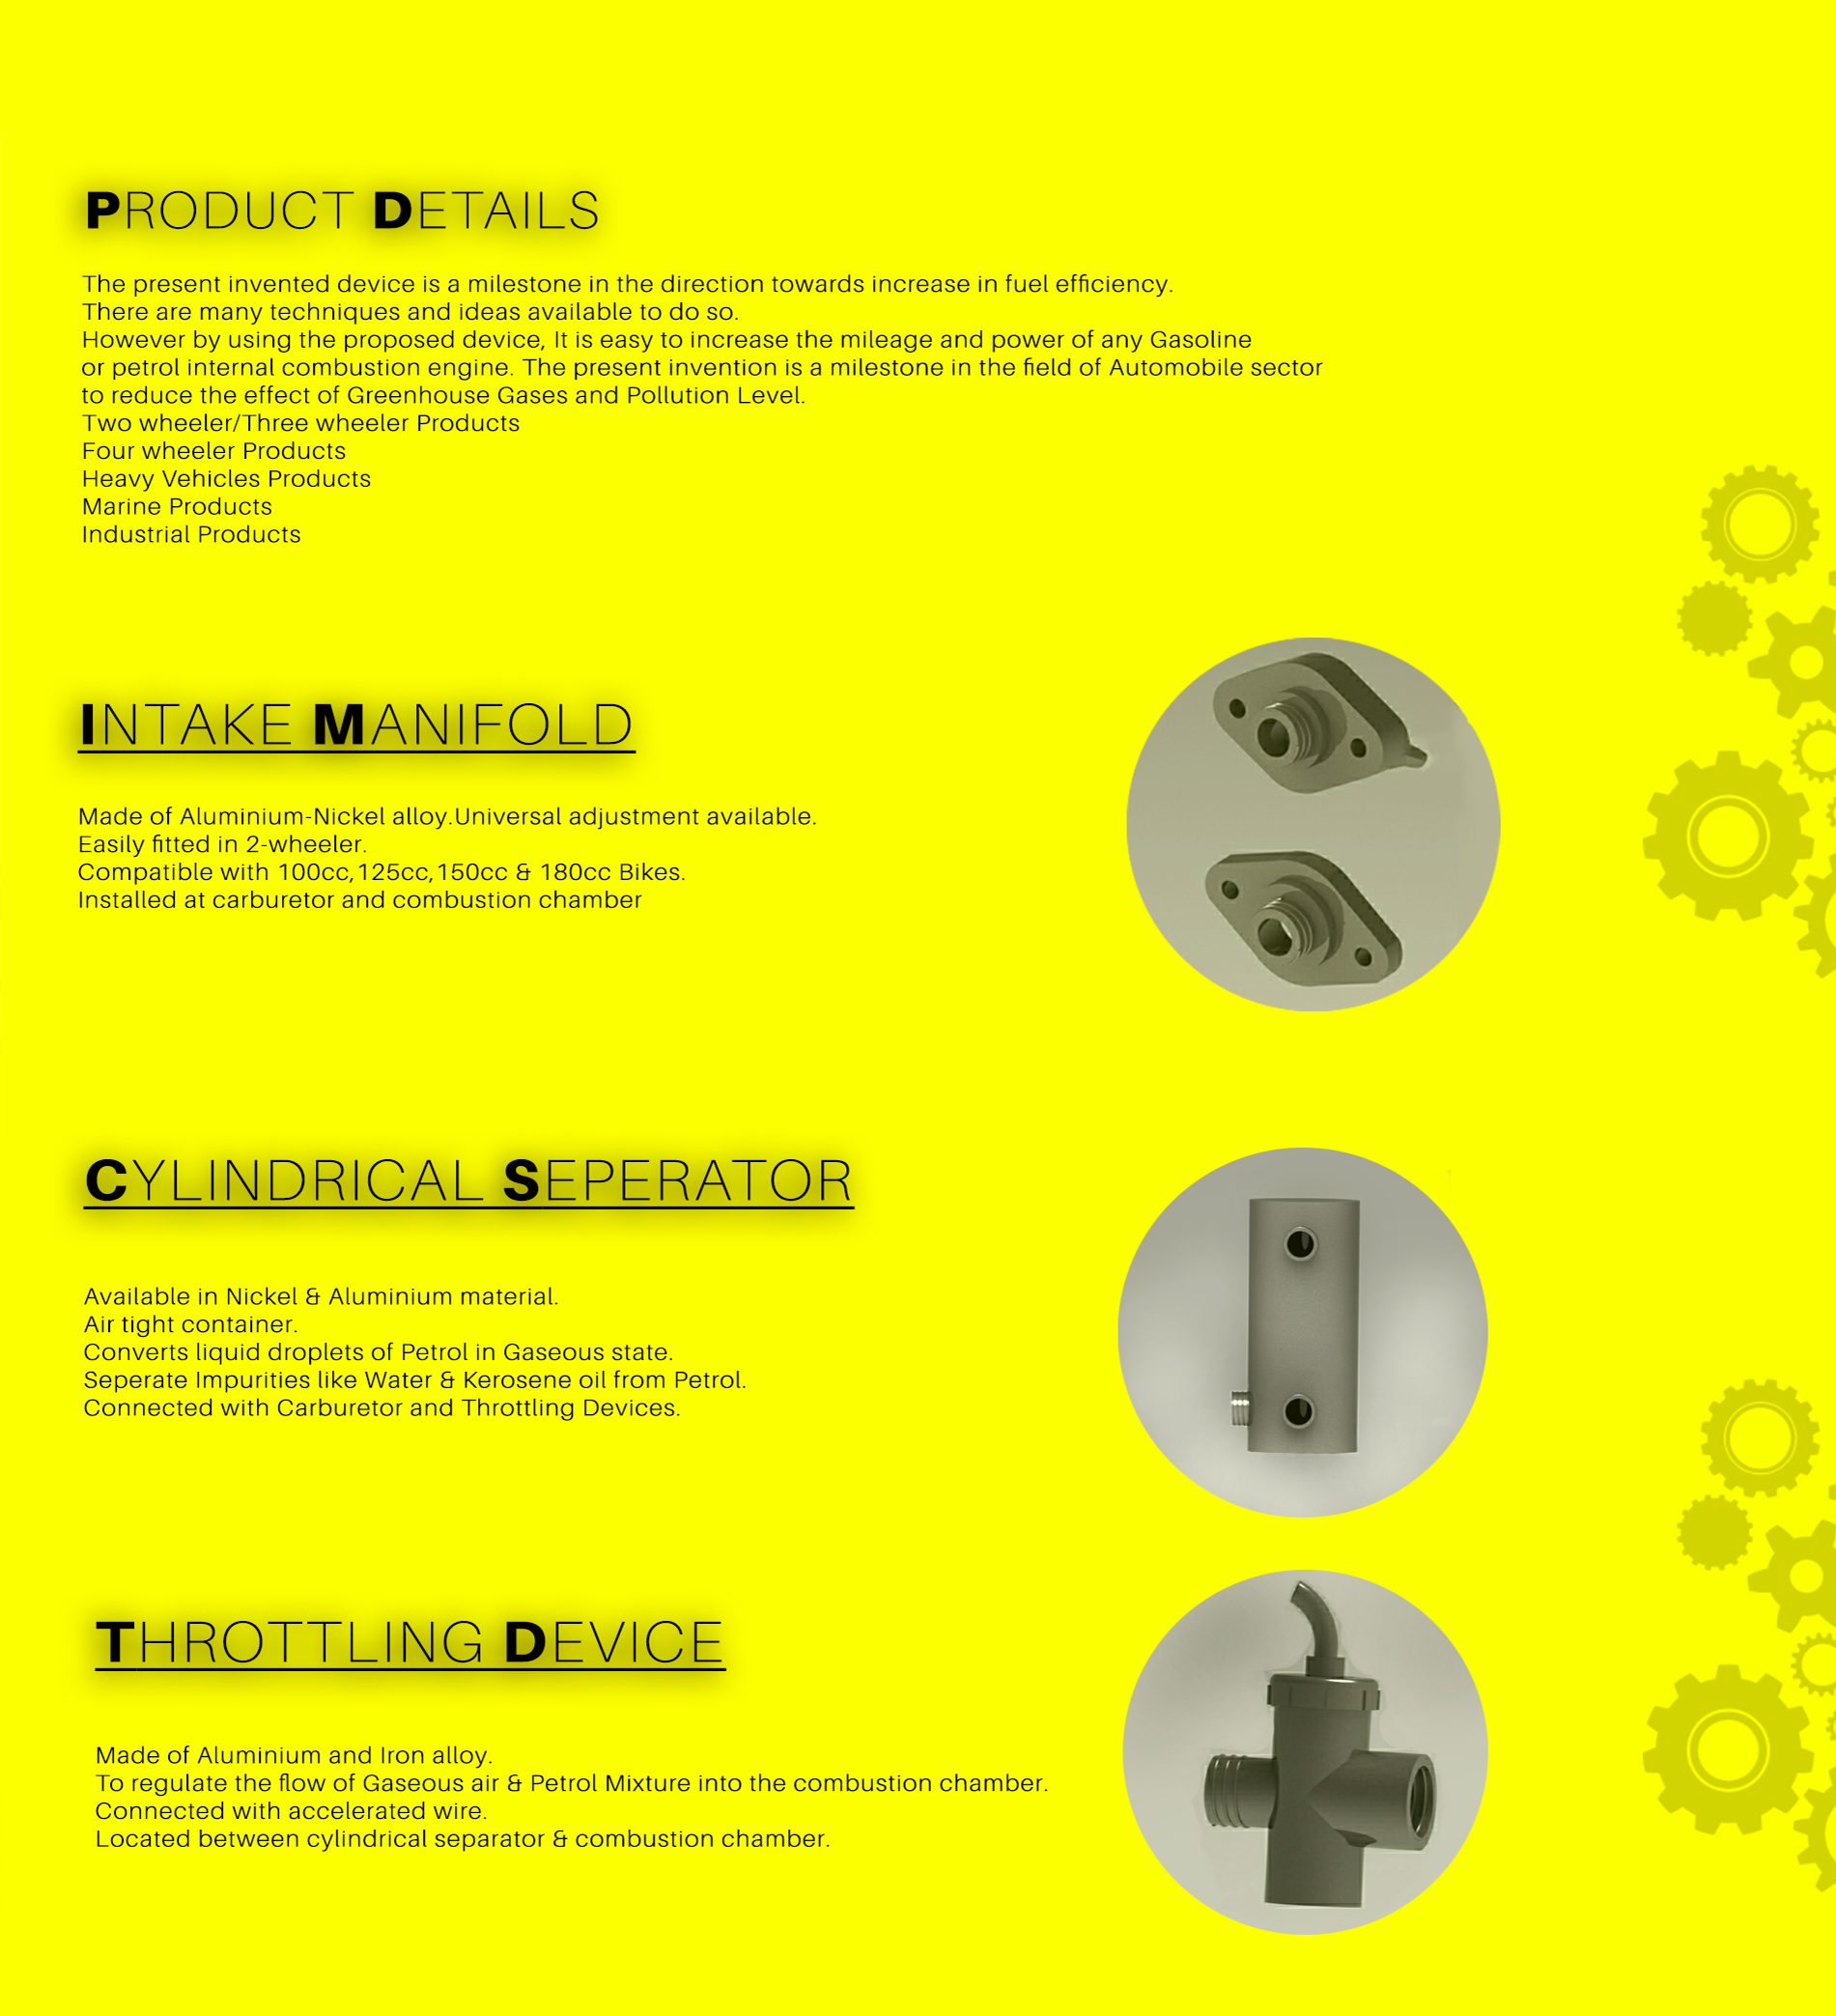 PRODUCT DETAILS
The present invented device is a milestone in the direction towards increase in fuel efficiency.
There are many techniques and ideas available to do so.
However by using the proposed device, It is easy to increase the mileage and power of any Gasoline
or petrol internal combustion engine. The present invention is a milestone in the field of Automobile sector
to reduce the effect of Greenhouse Gases and Pollution Level.
Two wheeler/Three wheeler Products
Four wheeler Products
Heavy Vehicles Products
Marine Products
Industrial Products
INTAKE MANIFOLD
Made of Aluminium-Nickel alloy.Universal adjustment available.
Easily fitted in 2-wheeler.
Compatible with 100cc,125cc,150cc & 180cc Bikes.
Installed at carburetor and combustion chamber
CYLINDRICAL SEPERATOR
Available in Nickel & Aluminium material.
Air tight container.
Converts liquid droplets of Petrol in Gaseous state.
Seperate Impurities like Water & Kerosene oil from Petrol.
Connected with Carburetor and Throttling Devices.
THROTTLING DEVICE
Made of Aluminium and Iron alloy.
To regulate the flow of Gaseous air & Petrol Mixture into the combustion chamber.
Connected with accelerated wire.
Located between cylindrical separator & combustion chamber.